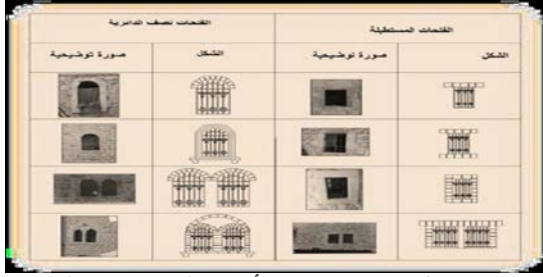 الفتحات المستطيلة
الفتحات نصف الدائرية
الشكل
صورة توضيحية
الشكل
صورة توضيحية